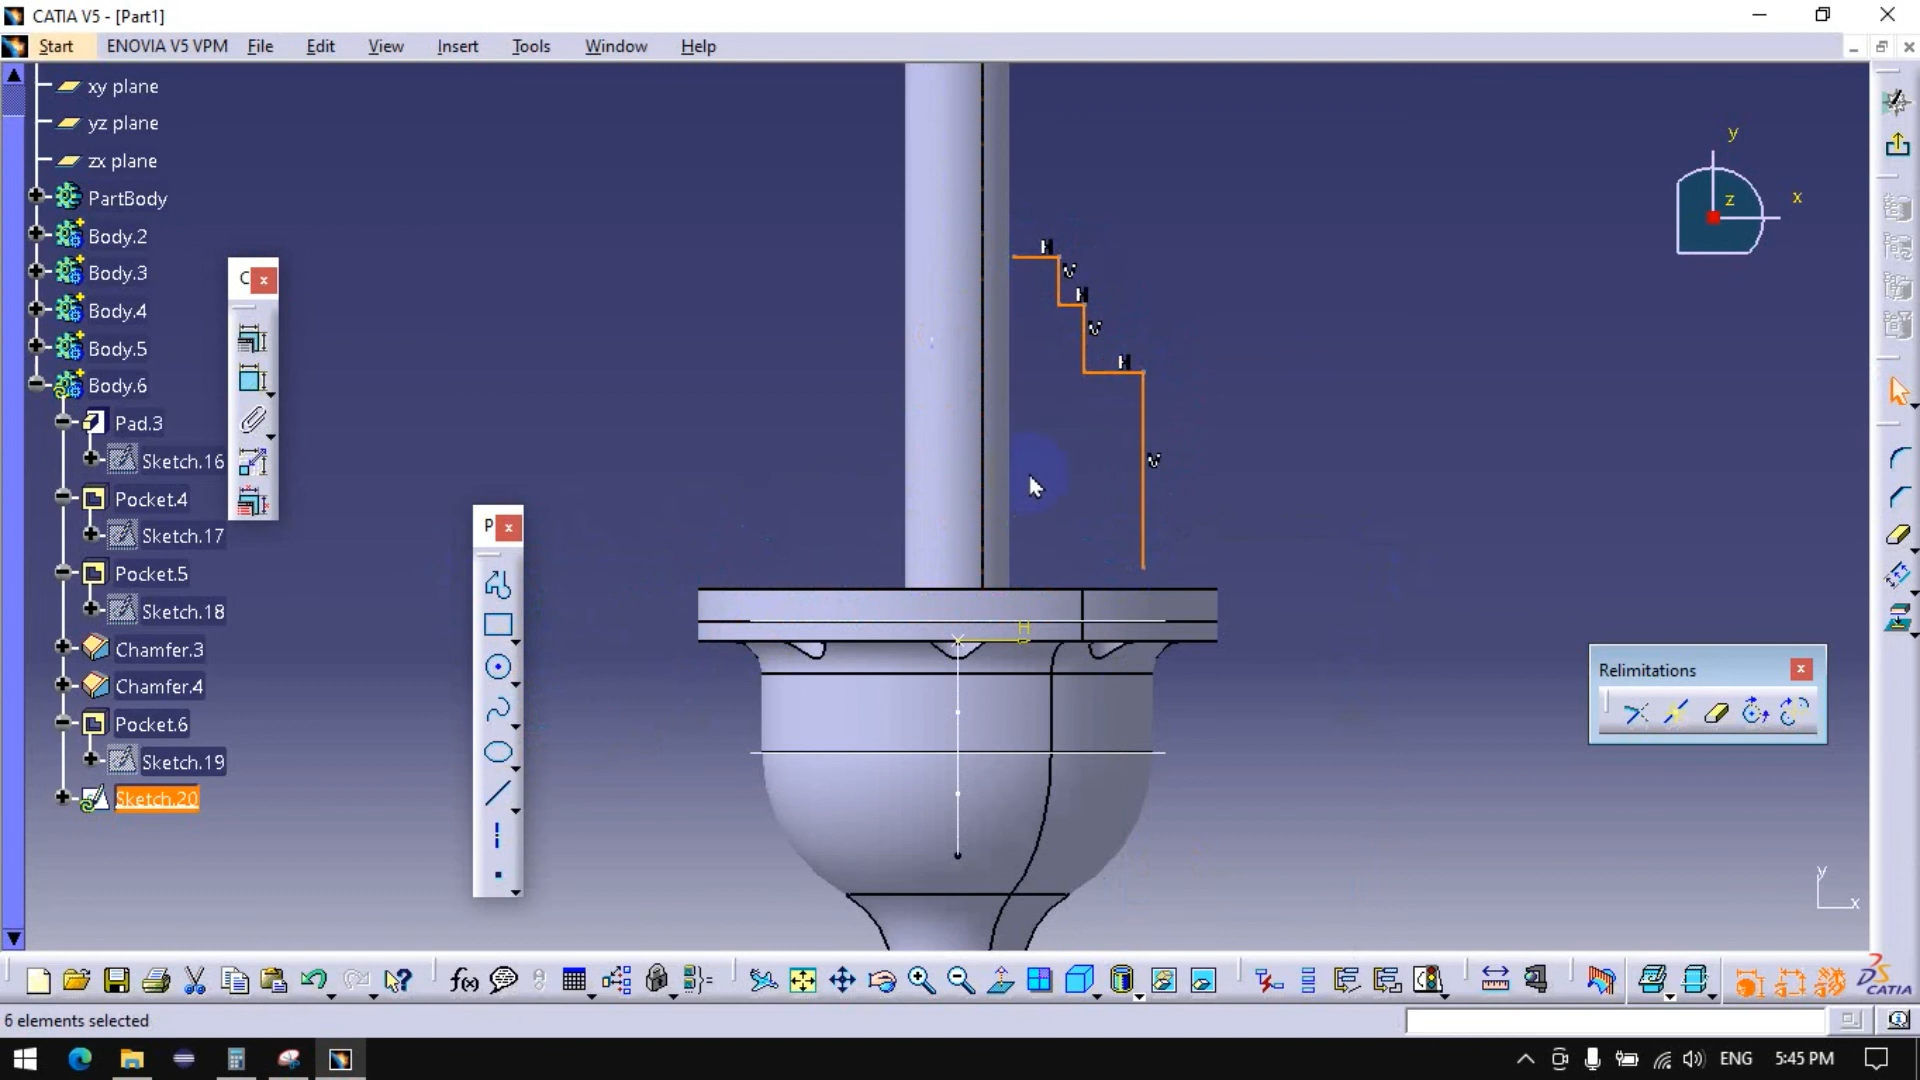 CATIA V5 - [Part1]
Start ENOVIA V5 VPM File Edit View Insert Tools Window Help
xy plane
yz plane
zx plane
PartBody
Body.2
Body.3
Body.4
Body.5
Body.6
Pad.3
Sketch.16
Pocket.4
Sketch.17
Pocket.5
Sketch.18
Chamfer.3
Chamfer.4
Pocket.6
Sketch.19
Sketch.20
C
P
H
V
H
V
H
V
H
y
z
x
Relimitations
y
x
f(x)
CATIA
6 elements selected
ENG 5:45 PM